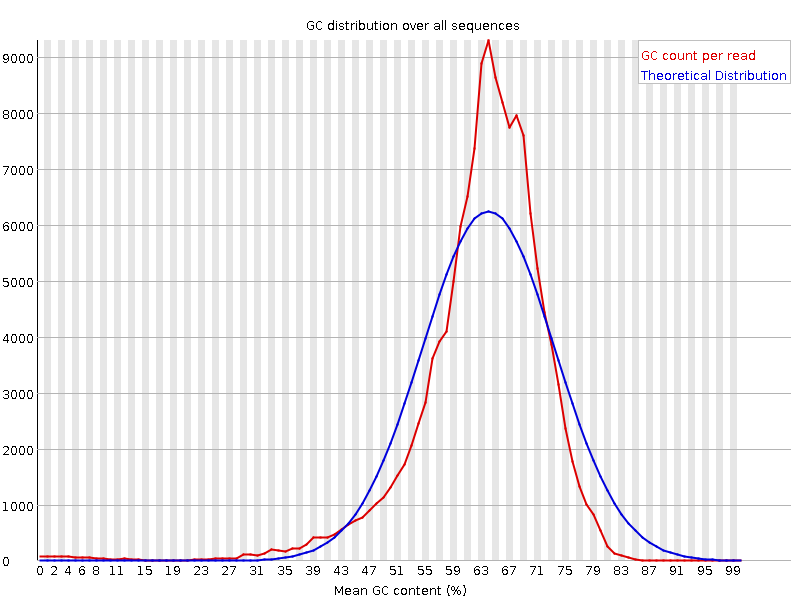 GC distribution over all sequences
GC count per read
Theoretical Distribution
9000
8000
7000
6000
5000
4000
3000
2000
1000
0
0 2 4 6 8 11 15 19 23 27 31 35 39 43 47 51 55 59 63 67 71 75 79 83 87 91 95 99
Mean GC content (%)